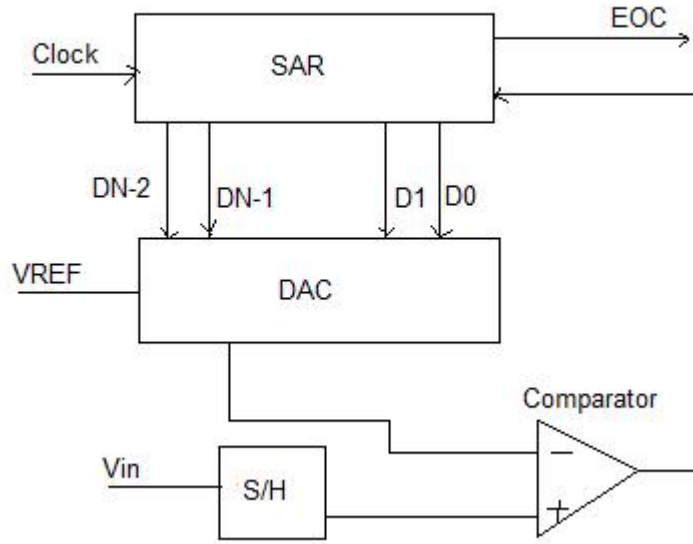 EOC
Clock
SAR
DN-2
DN-1
D1
D0
VREF
DAC
Comparator
Vin
S/H
−
+